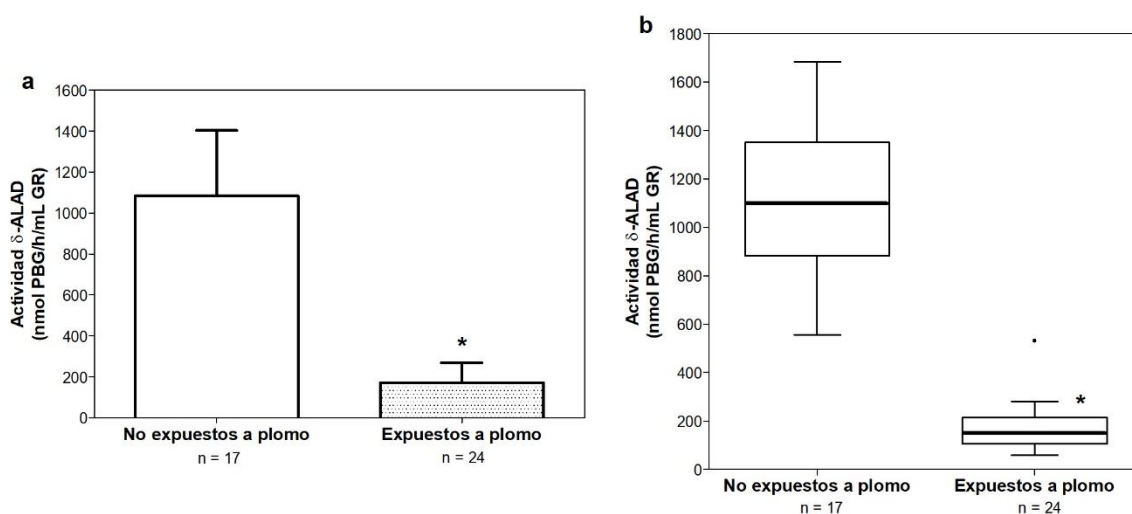 a
Actividad δ-ALAD
(nmol PBG/h/mL GR)
1600
1400
1200
1000
800
600
400
200
0
*
No expuestos a plomo
Expuestos a plomo
n = 17
n = 24
b
Actividad δ-ALAD
(nmol PBG/h/mL GR)
1800
1600
1400
1200
1000
800
600
400
200
0
*
No expuestos a plomo
Expuestos a plomo
n = 17
n = 24